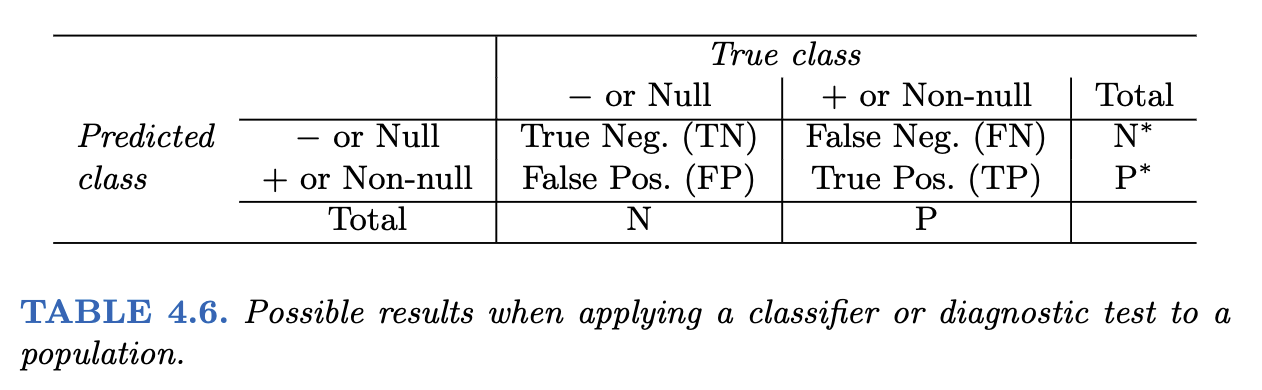 True class
− or Null + or Non-null Total
Predicted − or Null True Neg. (TN) False Neg. (FN) N*
class + or Non-null False Pos. (FP) True Pos. (TP) P*
Total N P
TABLE 4.6. Possible results when applying a classifier or diagnostic test to a
population.